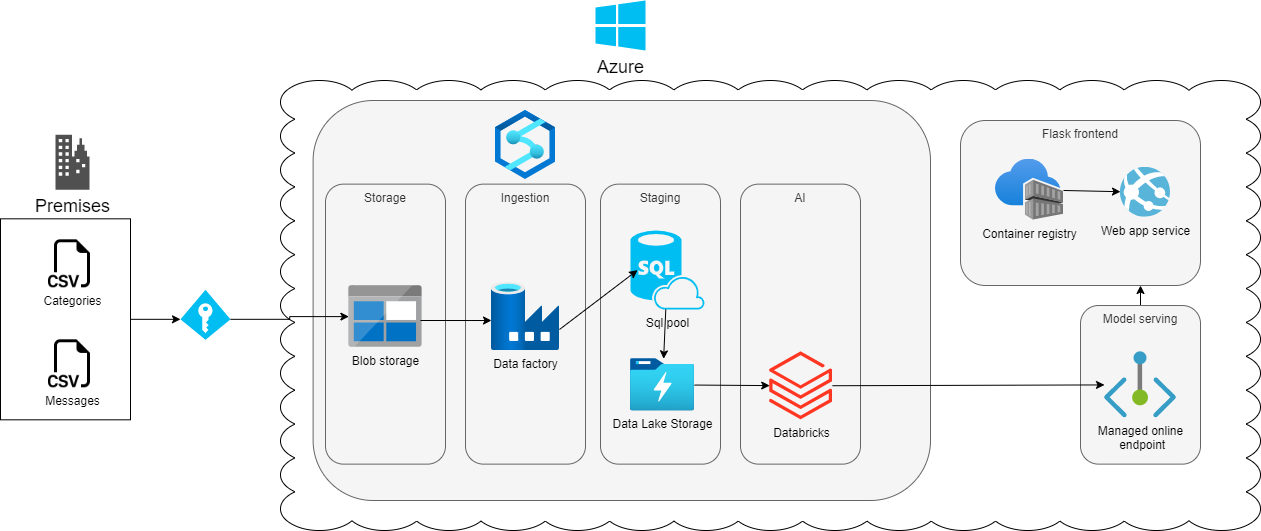 Azure
Premises
CSV
Categories
CSV
Messages
Storage
Blob storage
Ingestion
Data factory
Staging
SQL
Sql pool
Data Lake Storage
AI
Databricks
Flask frontend
Container registry
Web app service
Model serving
Managed online
endpoint